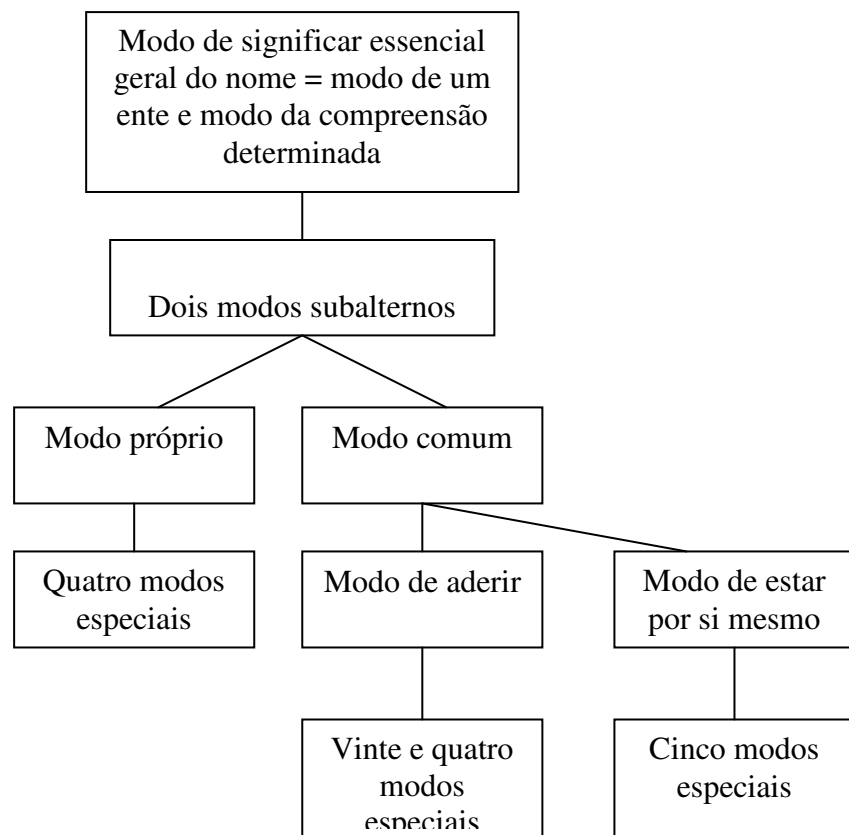 Modo de significar essencial
geral do nome = modo de um
ente e modo da compreensão
determinada
Dois modos subalternos
Modo próprio
Modo comum
Quatro modos
especiais
Modo de aderir
Modo de estar
por si mesmo
Vinte e quatro
modos
especiais
Cinco modos
especiais